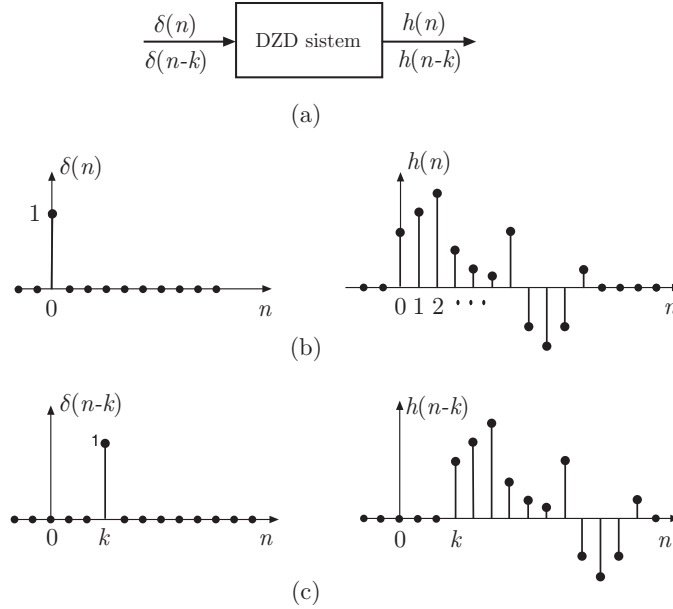 δ(n) DZD sistem h(n)
δ(n-k) h(n-k)
(a)
δ(n) h(n)
1
0 n 0 1 2 n
(b)
δ(n-k) h(n-k)
1
0 k n 0 k n
(c)